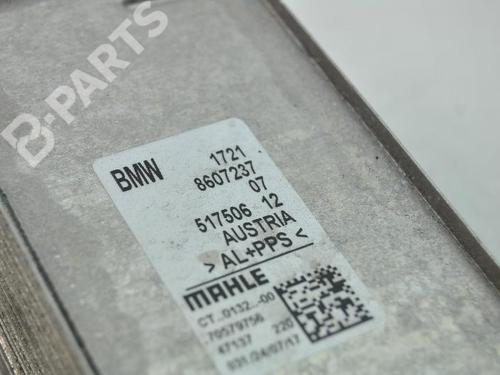 B-PARTS
BMW 1721
8607237
07
517506 12
AUSTRIA
>AL+PPS<
MAHLE
CT..0132..-00
.70579756
47137 220
031/24/07/17